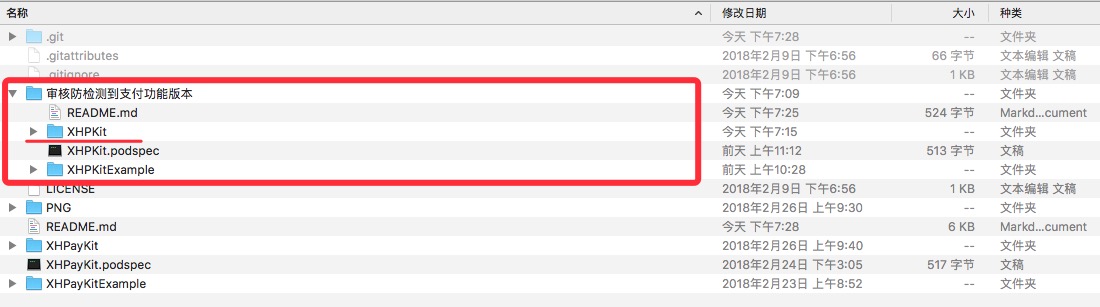 名称 修改日期 大小 种类
.git 今天 下午7:28 -- 文件夹
.gitattributes 2018年2月9日 下午6:56 66 字节 文本编辑 文稿
.gitignore 2018年2月9日 下午6:56 1 KB 文本编辑 文稿
审核防检测到支付功能版本 今天 下午7:09 -- 文件夹
README.md 今天 下午7:25 524 字节 Markd...cument
XHPKit 今天 下午7:15 -- 文件夹
XHPKit.podspec 前天 上午11:12 513 字节 文稿
XHPKitExample 前天 上午10:28 -- 文件夹
LICENSE 2018年2月9日 下午6:56 1 KB 文本编辑 文稿
PNG 2018年2月26日 上午9:30 -- 文件夹
README.md 今天 下午7:28 6 KB Markd...cument
XHPayKit 2018年2月26日 上午9:40 -- 文件夹
XHPayKit.podspec 2018年2月24日 下午3:05 517 字节 文稿
XHPayKitExample 2018年2月23日 上午8:52 -- 文件夹